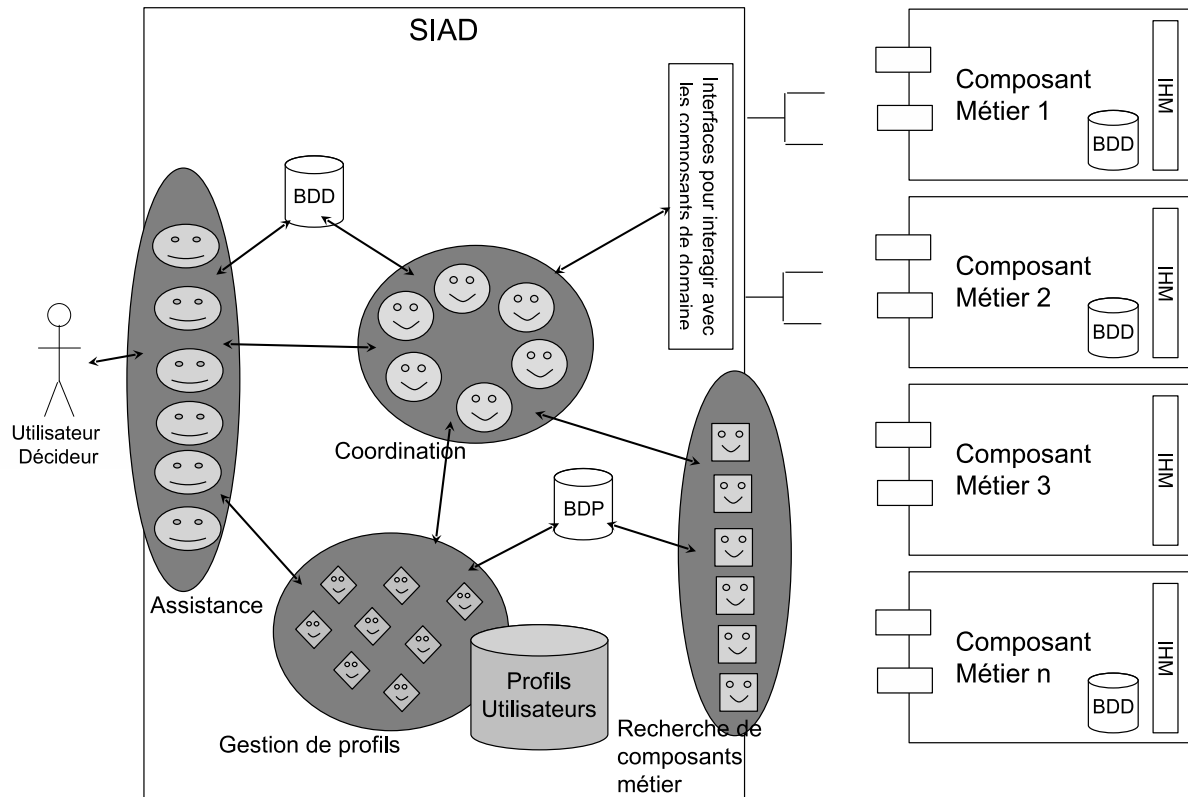 SIAD
Interfaces pour interagir avec
les composants de domaine
BDD
Utilisateur
Décideur
Coordination
Assistance
BDP
Profils
Utilisateurs
Gestion de profils
Recherche de
composants
métier
Composant
Métier 1
BDD
IHM
Composant
Métier 2
BDD
IHM
Composant
Métier 3
IHM
Composant
Métier n
BDD
IHM